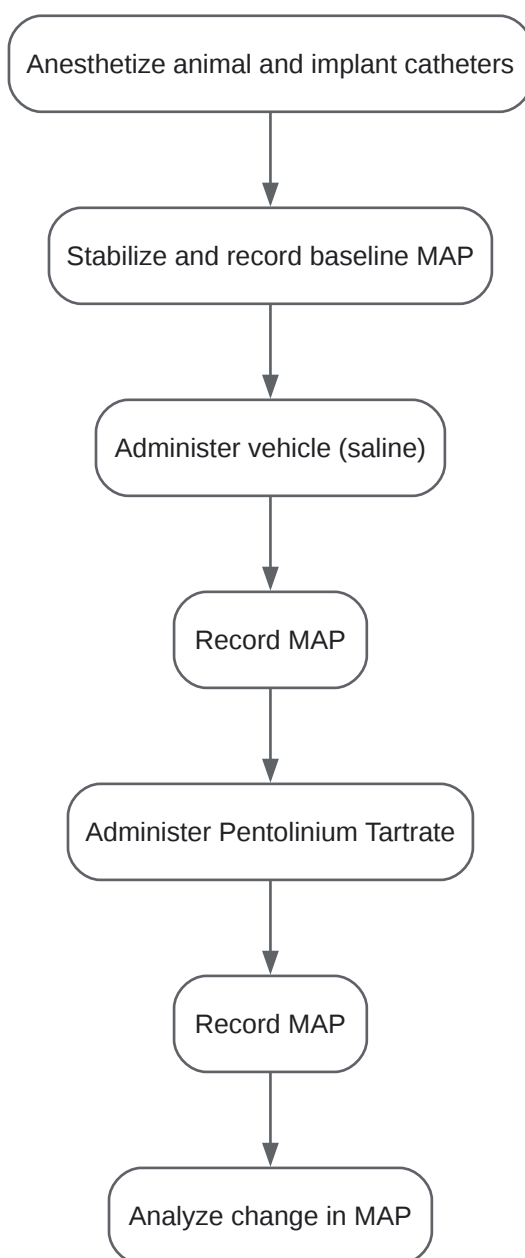 Anesthetize animal and implant catheters
Stabilize and record baseline MAP
Administer vehicle (saline)
Record MAP
Administer Pentolinium Tartrate
Record MAP
Analyze change in MAP